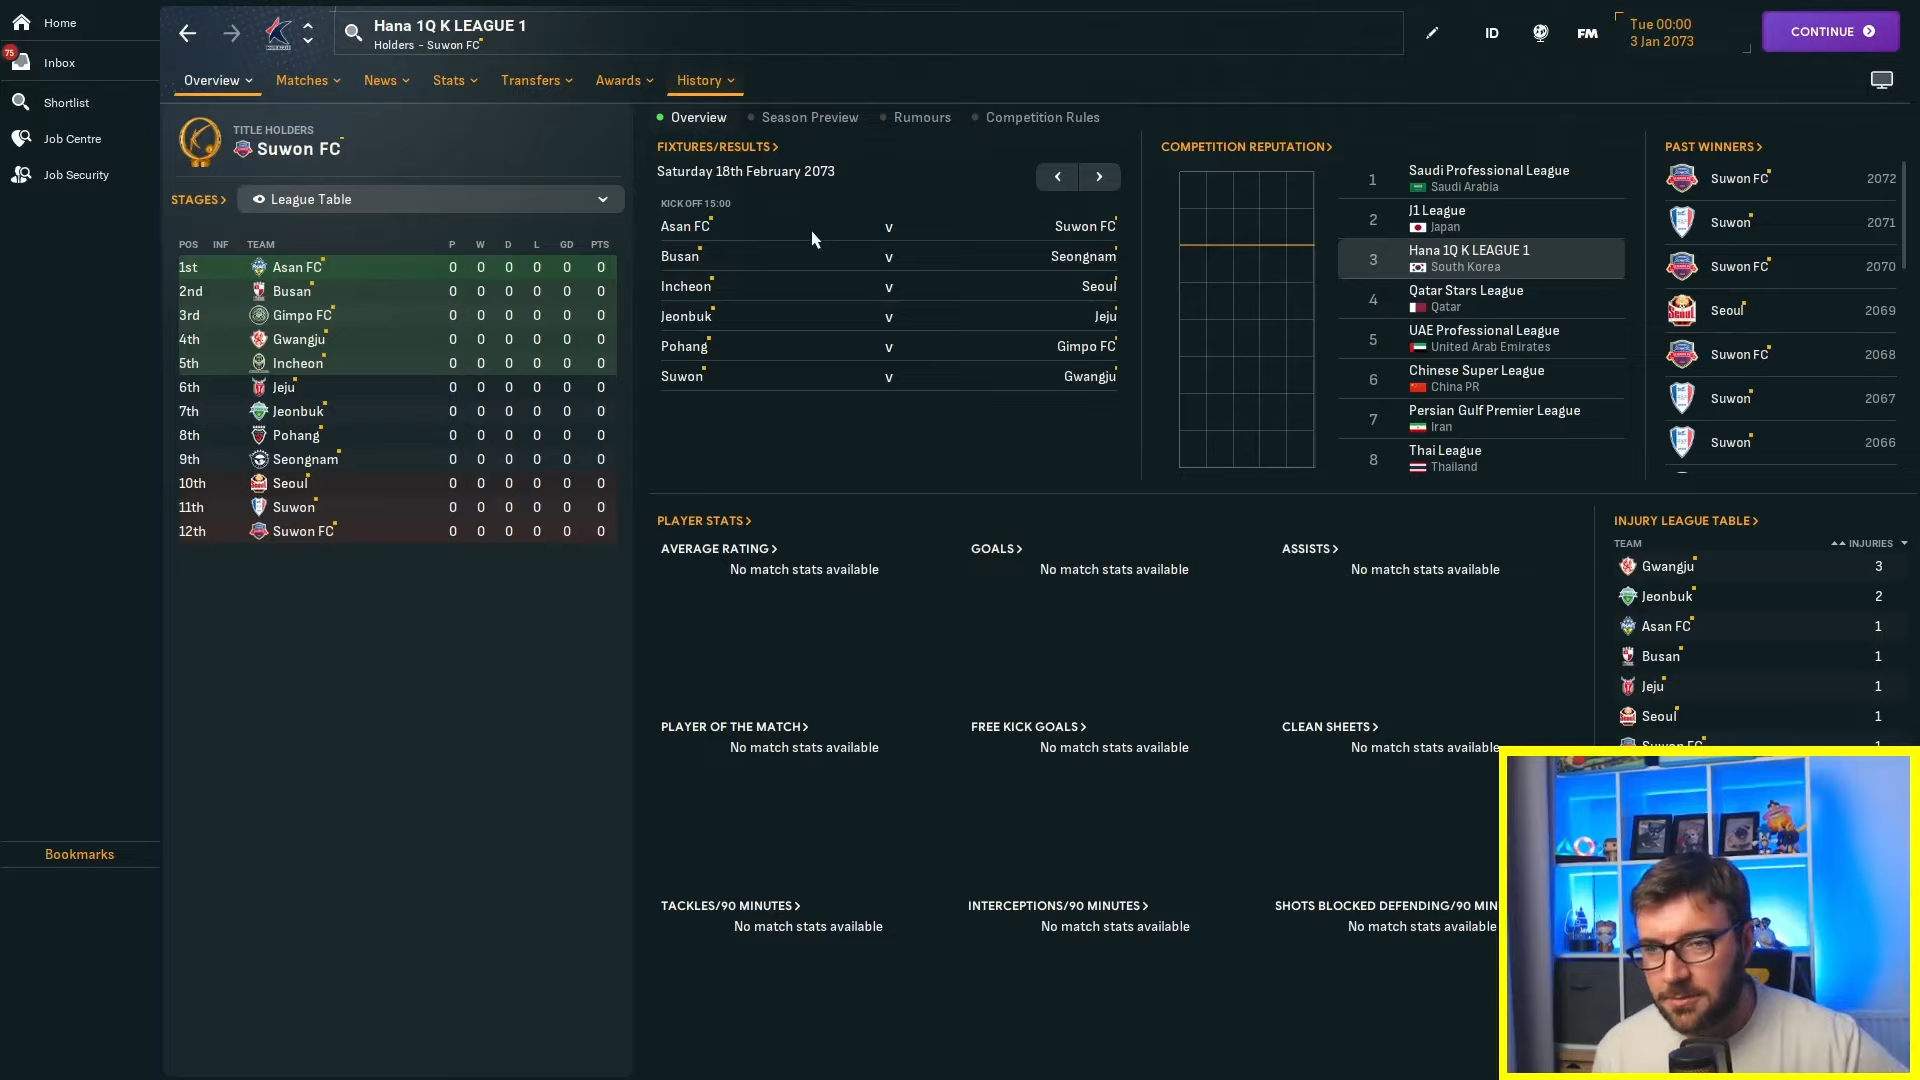 Home
75
Inbox
Shortlist
Job Centre
Job Security
Bookmarks
Hana 1Q K LEAGUE 1
Holders - Suwon FC
ID
FM
Tue 00:00
3 Jan 2073
CONTINUE
Overview
Matches
News
Stats
Transfers
Awards
History
TITLE HOLDERS
Suwon FC
STAGES
League Table
POS INF TEAM P W D L GD PTS
1st Asan FC 0 0 0 0 0 0
2nd Busan 0 0 0 0 0 0
3rd Gimpo FC 0 0 0 0 0 0
4th Gwangju 0 0 0 0 0 0
5th Incheon 0 0 0 0 0 0
6th Jeju 0 0 0 0 0 0
7th Jeonbuk 0 0 0 0 0 0
8th Pohang 0 0 0 0 0 0
9th Seongnam 0 0 0 0 0 0
10th Seoul 0 0 0 0 0 0
11th Suwon 0 0 0 0 0 0
12th Suwon FC 0 0 0 0 0 0
Overview
Season Preview
Rumours
Competition Rules
FIXTURES/RESULTS
Saturday 18th February 2073
KICK OFF 15:00
Asan FC v Suwon FC
Busan v Seongnam
Incheon v Seoul
Jeonbuk v Jeju
Pohang v Gimpo FC
Suwon v Gwangju
COMPETITION REPUTATION
1 Saudi Professional League
Saudi Arabia
2 J1 League
Japan
3 Hana 1Q K LEAGUE 1
South Korea
4 Qatar Stars League
Qatar
5 UAE Professional League
United Arab Emirates
6 Chinese Super League
China PR
7 Persian Gulf Premier League
Iran
8 Thai League
Thailand
PAST WINNERS
Suwon FC 2072
Suwon 2071
Suwon FC 2070
Seoul 2069
Suwon FC 2068
Suwon 2067
Suwon 2066
PLAYER STATS
AVERAGE RATING
No match stats available
GOALS
No match stats available
ASSISTS
No match stats available
PLAYER OF THE MATCH
No match stats available
FREE KICK GOALS
No match stats available
CLEAN SHEETS
No match stats available
TACKLES/90 MINUTES
No match stats available
INTERCEPTIONS/90 MINUTES
No match stats available
SHOTS BLOCKED DEFENDING/90 MIN
No match stats available
INJURY LEAGUE TABLE
TEAM INJURIES
Gwangju 3
Jeonbuk 2
Asan FC 1
Busan 1
Jeju 1
Seoul 1
Suwon FC 1